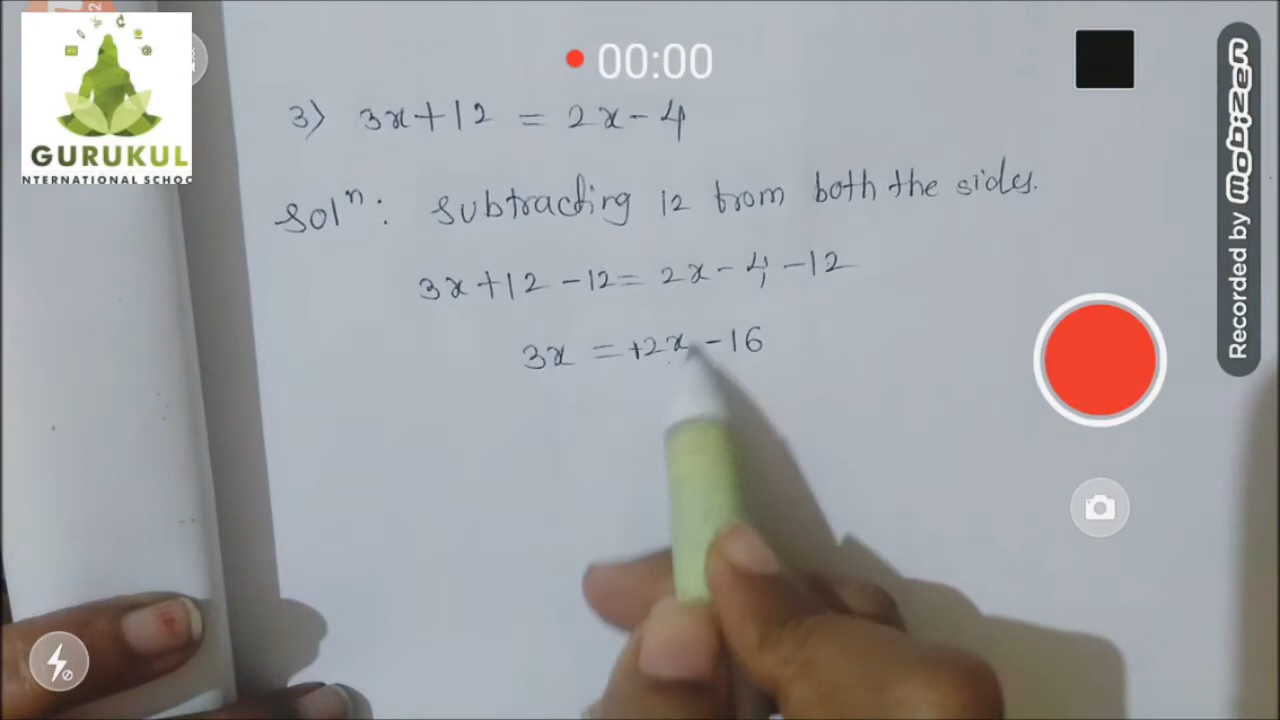 GURUKUL
NTERNATIONAL SCHOO
00:00
3) 3x+12 = 2x-4
Solⁿ: Subtracting 12 from both the sides.
3x+12-12= 2x-4-12
3x = +2x-16
Recorded by mobizen